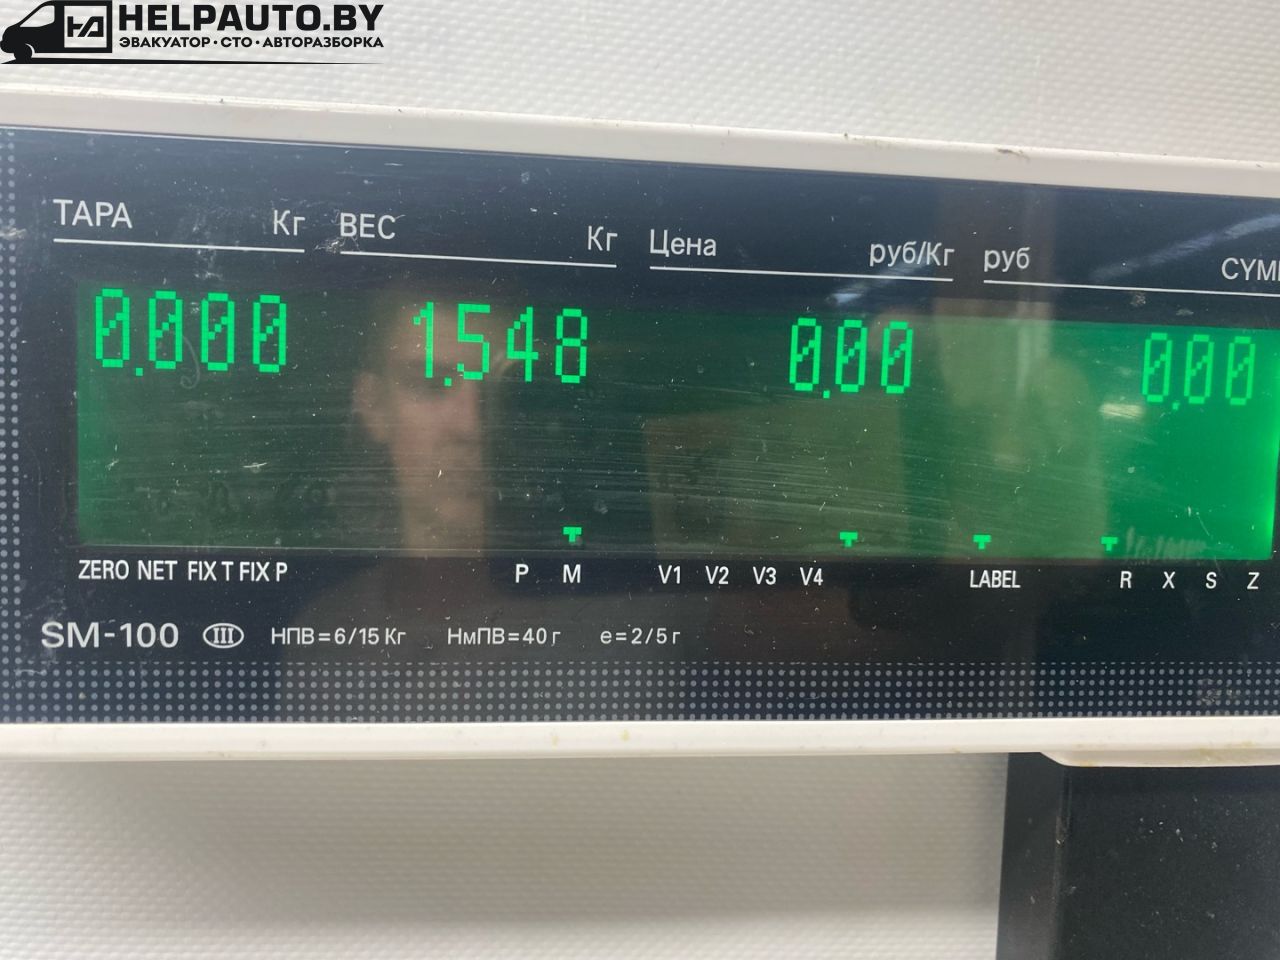 HELPAUTO.BY
ЭВАКУАТОР·СТО·АВТОРАЗБОРКА
ТАРА Кг ВЕС Кг Цена руб/Кг руб
0.000 1.548 0.00 0.00
ZERO NET FIX T FIX P P M V1 V2 V3 V4 LABEL R X S Z
SM-100 III НПВ=6/15 Кг НмПВ=40 г e=2/5 г